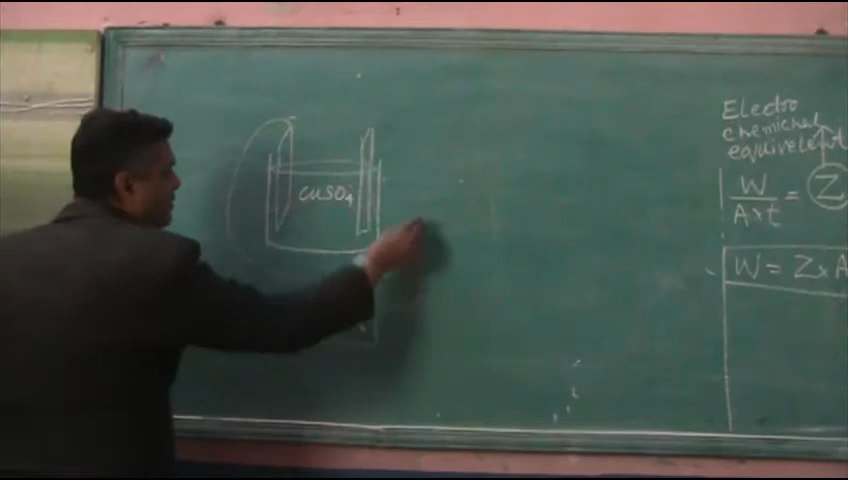 CuSO4
Electro
chemical
equivalent
W
A×t
= Z
W = Z×A